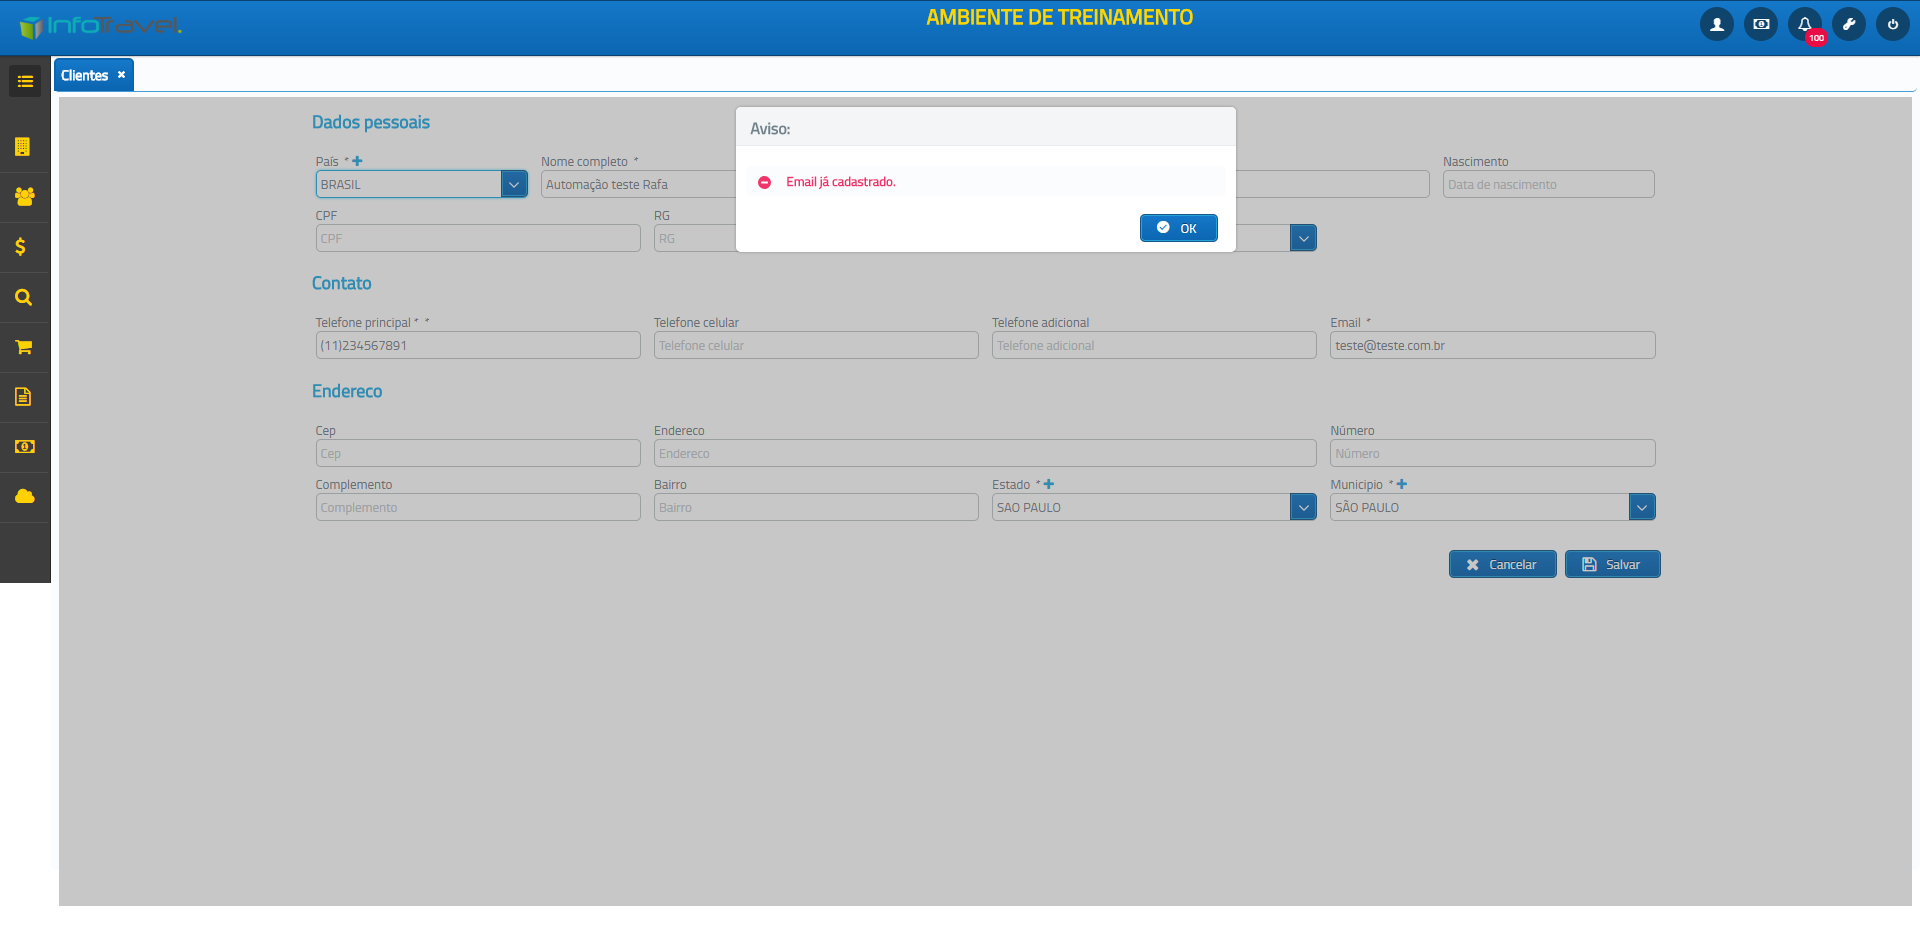 InfoTravel.
AMBIENTE DE TREINAMENTO
100
Clientes
Dados pessoais
Aviso:
Email já cadastrado.
OK
País *
Nome completo *
Nascimento
BRASIL
Automação teste Rafa
Data de nascimento
CPF
RG
CPF
RG
Contato
Telefone principal * *
Telefone celular
Telefone adicional
Email *
(11)234567891
Telefone celular
Telefone adicional
teste@teste.com.br
Endereco
Cep
Endereco
Número
Cep
Endereco
Número
Complemento
Bairro
Estado *
Municipio *
Complemento
Bairro
SAO PAULO
SÃO PAULO
Cancelar
Salvar